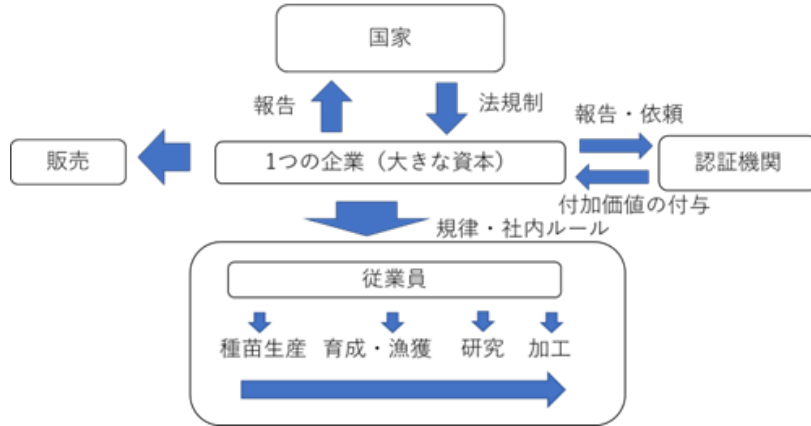 国家
報告
法規制
報告・依頼
販売
1つの企業（大きな資本）
認証機関
付加価値の付与
規律・社内ルール
従業員
種苗生産
育成・漁獲
研究
加工